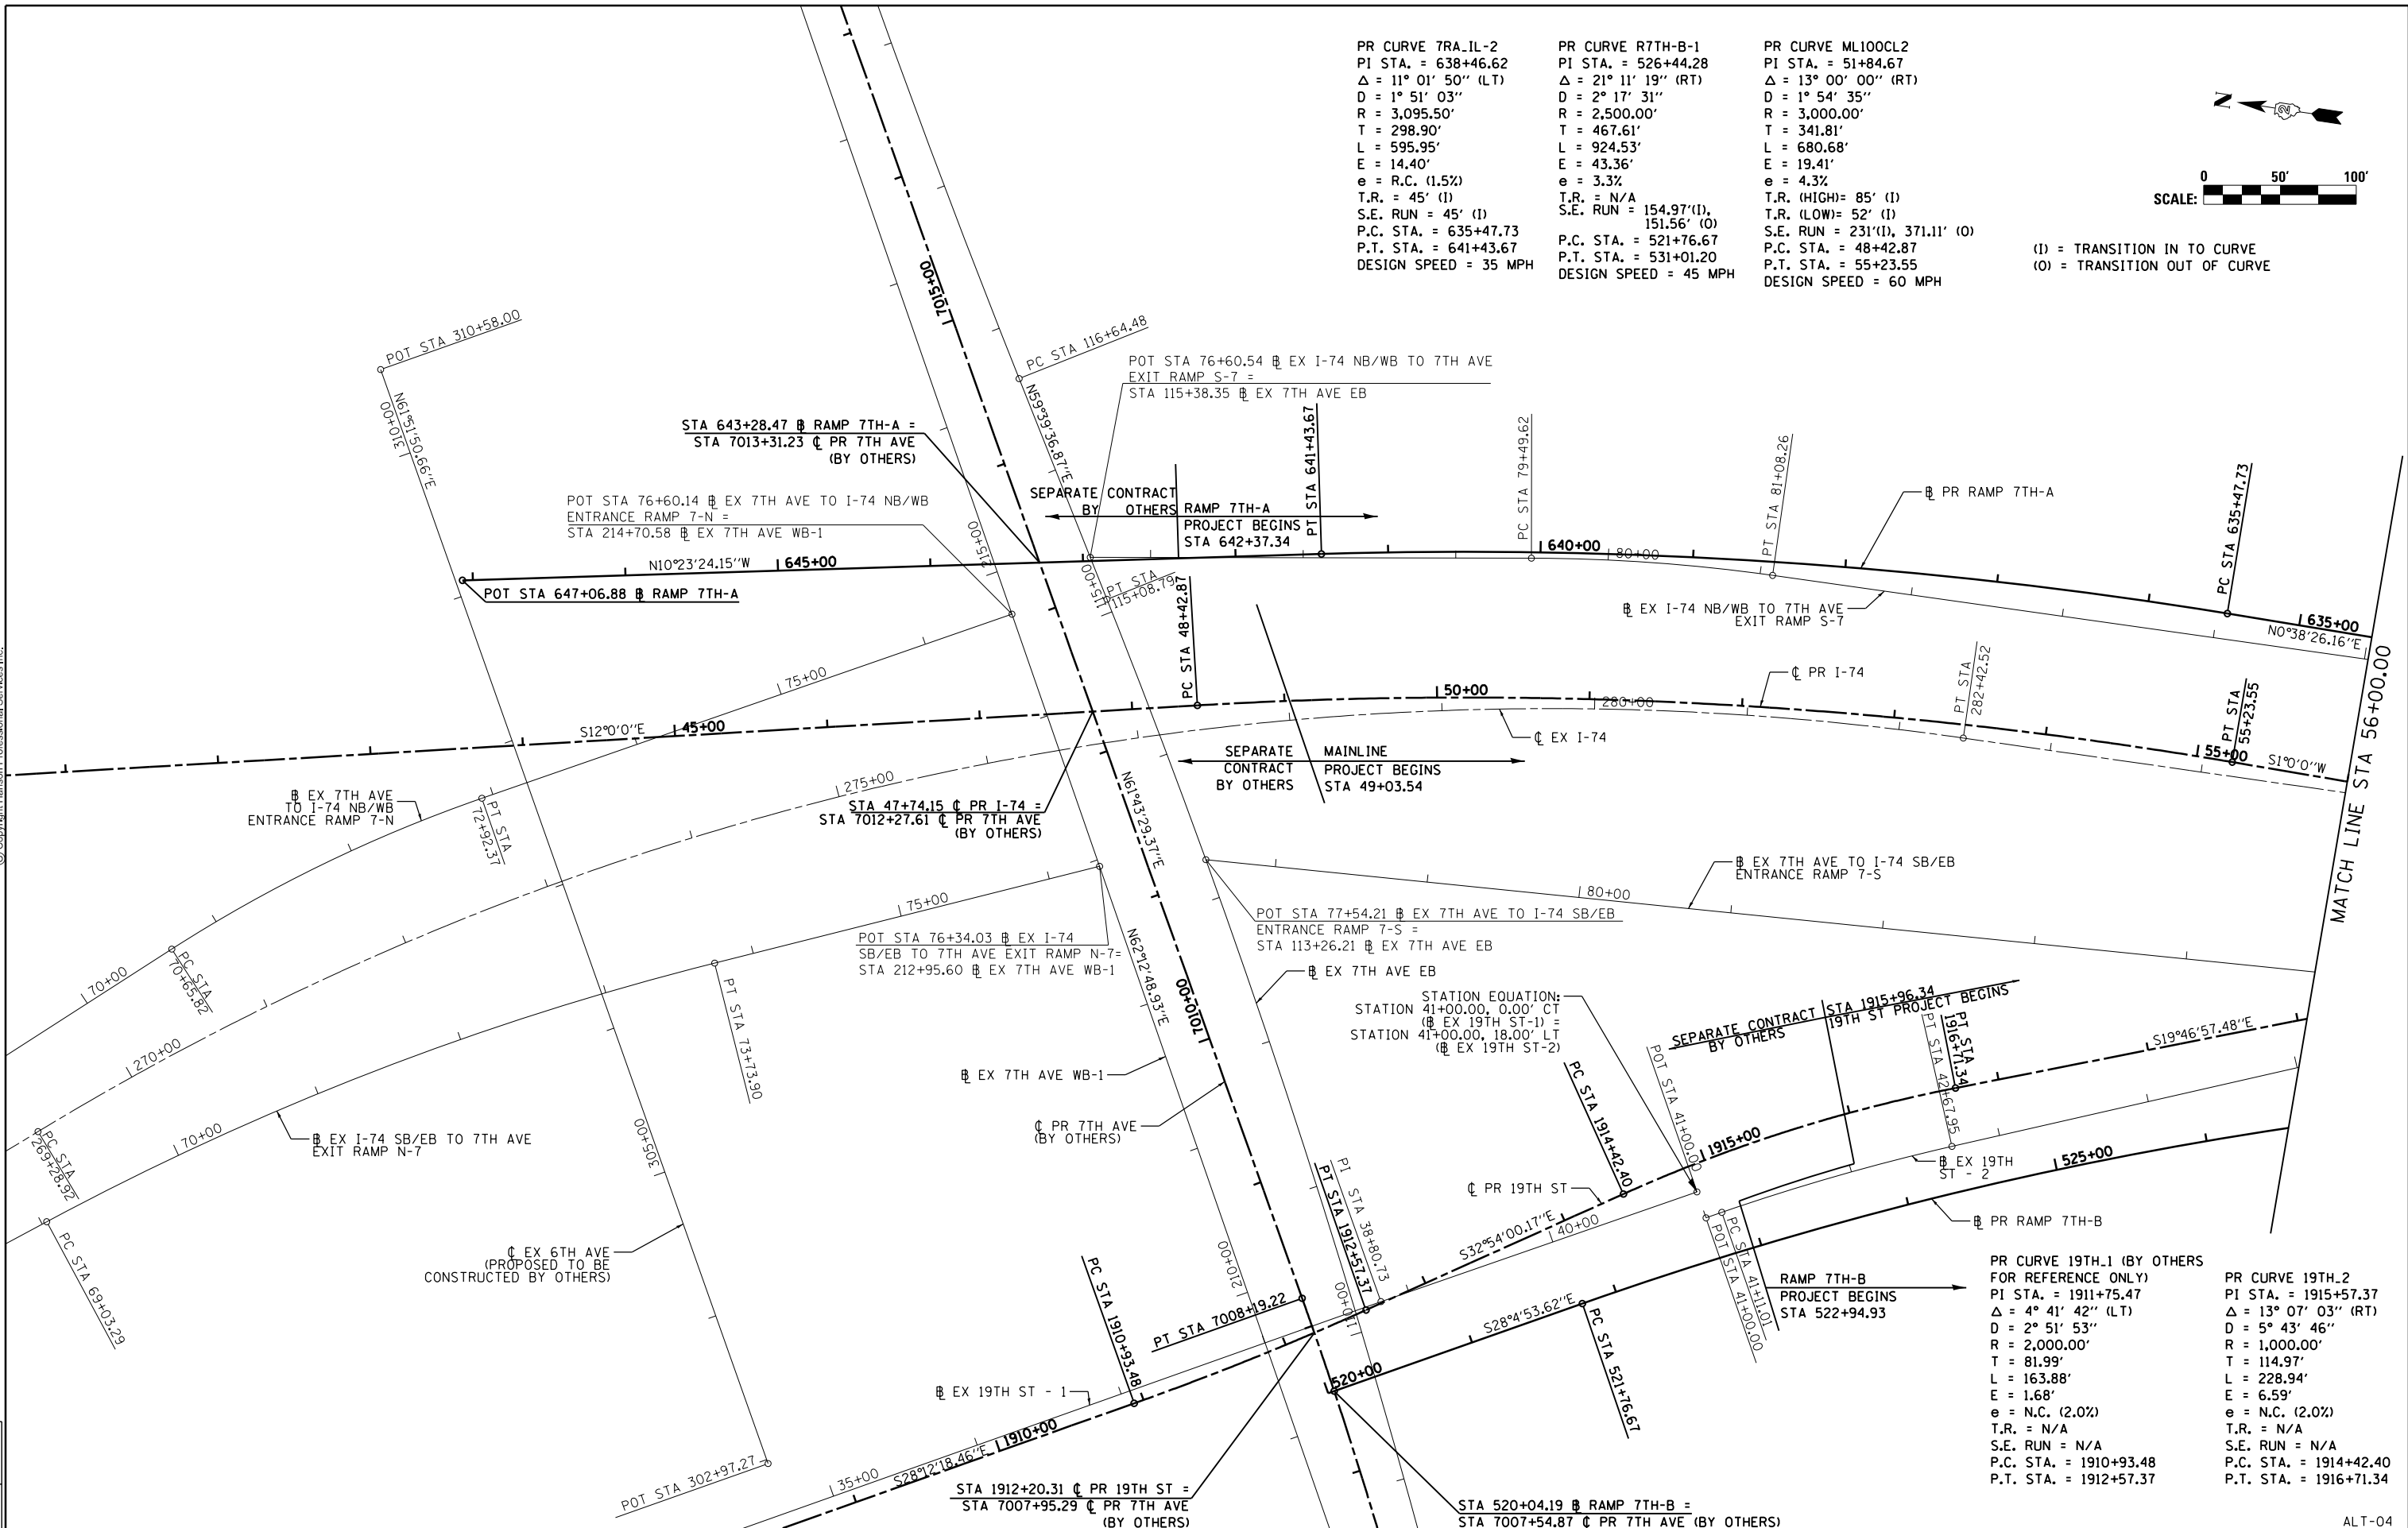 PR CURVE 7RA_IL-2
PI STA. = 638+46.62
Δ = 11° 01' 50'' (LT)
D = 1° 51' 03''
R = 3,095.50'
T = 298.90'
L = 595.95'
E = 14.40'
e = R.C. (1.5%)
T.R. = 45' (I)
S.E. RUN = 45' (I)
P.C. STA. = 635+47.73
P.T. STA. = 641+43.67
DESIGN SPEED = 35 MPH
PR CURVE R7TH-B-1
PI STA. = 526+44.28
Δ = 21° 11' 19'' (RT)
D = 2° 17' 31''
R = 2,500.00'
T = 467.61'
L = 924.53'
E = 43.36'
e = 3.3%
T.R. = N/A
S.E. RUN = 154.97'(I),
151.56' (O)
P.C. STA. = 521+76.67
P.T. STA. = 531+01.20
DESIGN SPEED = 45 MPH
PR CURVE ML100CL2
PI STA. = 51+84.67
Δ = 13° 00' 00'' (RT)
D = 1° 54' 35''
R = 3,000.00'
T = 341.81'
L = 680.68'
E = 19.41'
e = 4.3%
T.R. (HIGH)= 85' (I)
T.R. (LOW)= 52' (I)
S.E. RUN = 231'(I), 371.11' (O)
P.C. STA. = 48+42.87
P.T. STA. = 55+23.55
DESIGN SPEED = 60 MPH
N
0 50' 100'
SCALE:
(I) = TRANSITION IN TO CURVE
(O) = TRANSITION OUT OF CURVE
7015+00
POT STA 310+58.00
N61°51'50.66''E
310+00
PC STA 116+64.48
N59°39'36.87''E
POT STA 76+60.54 ℄ EX I-74 NB/WB TO 7TH AVE
EXIT RAMP S-7 =
STA 115+38.35 ℄ EX 7TH AVE EB
STA 643+28.47 ℄ RAMP 7TH-A =
STA 7013+31.23 ℄ PR 7TH AVE
(BY OTHERS)
POT STA 76+60.14 ℄ EX 7TH AVE TO I-74 NB/WB
ENTRANCE RAMP 7-N =
STA 214+70.58 ℄ EX 7TH AVE WB-1
215+00
115+00
PT STA
115+08.79
SEPARATE CONTRACT
BY OTHERS
RAMP 7TH-A
PROJECT BEGINS
STA 642+37.34
PT STA 641+43.67
PC STA 79+49.62
640+00
80+00
PT STA 81+08.26
℄ PR RAMP 7TH-A
PC STA 635+47.73
635+00
N0°38'26.16''E
N10°23'24.15''W
645+00
POT STA 647+06.88 ℄ RAMP 7TH-A
℄ EX I-74 NB/WB TO 7TH AVE
EXIT RAMP S-7
PC STA 48+42.87
50+00
280+00
℄ PR I-74
PT STA
282+42.52
PT STA
55+23.55
55+00
S1°0'0''W
MATCH LINE STA 56+00.00
75+00
S12°0'0''E
45+00
℄ EX I-74
SEPARATE
CONTRACT
BY OTHERS
MAINLINE
PROJECT BEGINS
STA 49+03.54
275+00
℄ EX 7TH AVE
TO I-74 NB/WB
ENTRANCE RAMP 7-N
PT STA
72+92.37
STA 47+74.15 ℄ PR I-74 =
STA 7012+27.61 ℄ PR 7TH AVE
(BY OTHERS)
N61°43'29.37''E
℄ EX 7TH AVE TO I-74 SB/EB
ENTRANCE RAMP 7-S
80+00
75+00
POT STA 76+34.03 ℄ EX I-74
SB/EB TO 7TH AVE EXIT RAMP N-7=
STA 212+95.60 ℄ EX 7TH AVE WB-1
POT STA 77+54.21 ℄ EX 7TH AVE TO I-74 SB/EB
ENTRANCE RAMP 7-S =
STA 113+26.21 ℄ EX 7TH AVE EB
N62°12'48.93''E
7010+00
℄ EX 7TH AVE EB
70+00
PC STA
70+65.82
270+00
PT STA 73+73.90
STATION EQUATION:
STATION 41+00.00, 0.00' CT
(℄ EX 19TH ST-1) =
STATION 41+00.00, 18.00' LT
(℄ EX 19TH ST-2)
SEPARATE CONTRACT
BY OTHERS
STA 1915+96.34
19TH ST PROJECT BEGINS
PT STA
1916+71.34
PT STA 42+67.95
S19°46'57.48''E
POT STA 41+00.00
PC STA 1914+42.40
1915+00
℄ EX 7TH AVE WB-1
℄ PR 7TH AVE
(BY OTHERS)
PC STA
269+28.92
70+00
℄ EX I-74 SB/EB TO 7TH AVE
EXIT RAMP N-7
305+00
PC STA 69+03.29
℄ EX 6TH AVE
(PROPOSED TO BE
CONSTRUCTED BY OTHERS)
℄ PR 19TH ST
PI STA 38+80.73
PT STA 1912+57.37
S32°54'00.17''E
40+00
℄ EX 19TH
ST - 2
525+00
℄ PR RAMP 7TH-B
PC STA 41+11.01
POT STA 41+00.00
RAMP 7TH-B
PROJECT BEGINS
STA 522+94.93
210+00
110+00
PC STA 1910+93.48
PT STA 7008+19.22
S28°4'53.62''E
PC STA 521+76.67
520+00
℄ EX 19TH ST - 1
1910+00
S28°12'18.46''E
35+00
POT STA 302+97.27
STA 1912+20.31 ℄ PR 19TH ST =
STA 7007+95.29 ℄ PR 7TH AVE
(BY OTHERS)
STA 520+04.19 ℄ RAMP 7TH-B =
STA 7007+54.87 ℄ PR 7TH AVE (BY OTHERS)
PR CURVE 19TH_1 (BY OTHERS
FOR REFERENCE ONLY)
PI STA. = 1911+75.47
Δ = 4° 41' 42'' (LT)
D = 2° 51' 53''
R = 2,000.00'
T = 81.99'
L = 163.88'
E = 1.68'
e = N.C. (2.0%)
T.R. = N/A
S.E. RUN = N/A
P.C. STA. = 1910+93.48
P.T. STA. = 1912+57.37
PR CURVE 19TH_2
PI STA. = 1915+57.37
Δ = 13° 07' 03'' (RT)
D = 5° 43' 46''
R = 1,000.00'
T = 114.97'
L = 228.94'
E = 6.59'
e = N.C. (2.0%)
T.R. = N/A
S.E. RUN = N/A
P.C. STA. = 1914+42.40
P.T. STA. = 1916+71.34
ALT-04